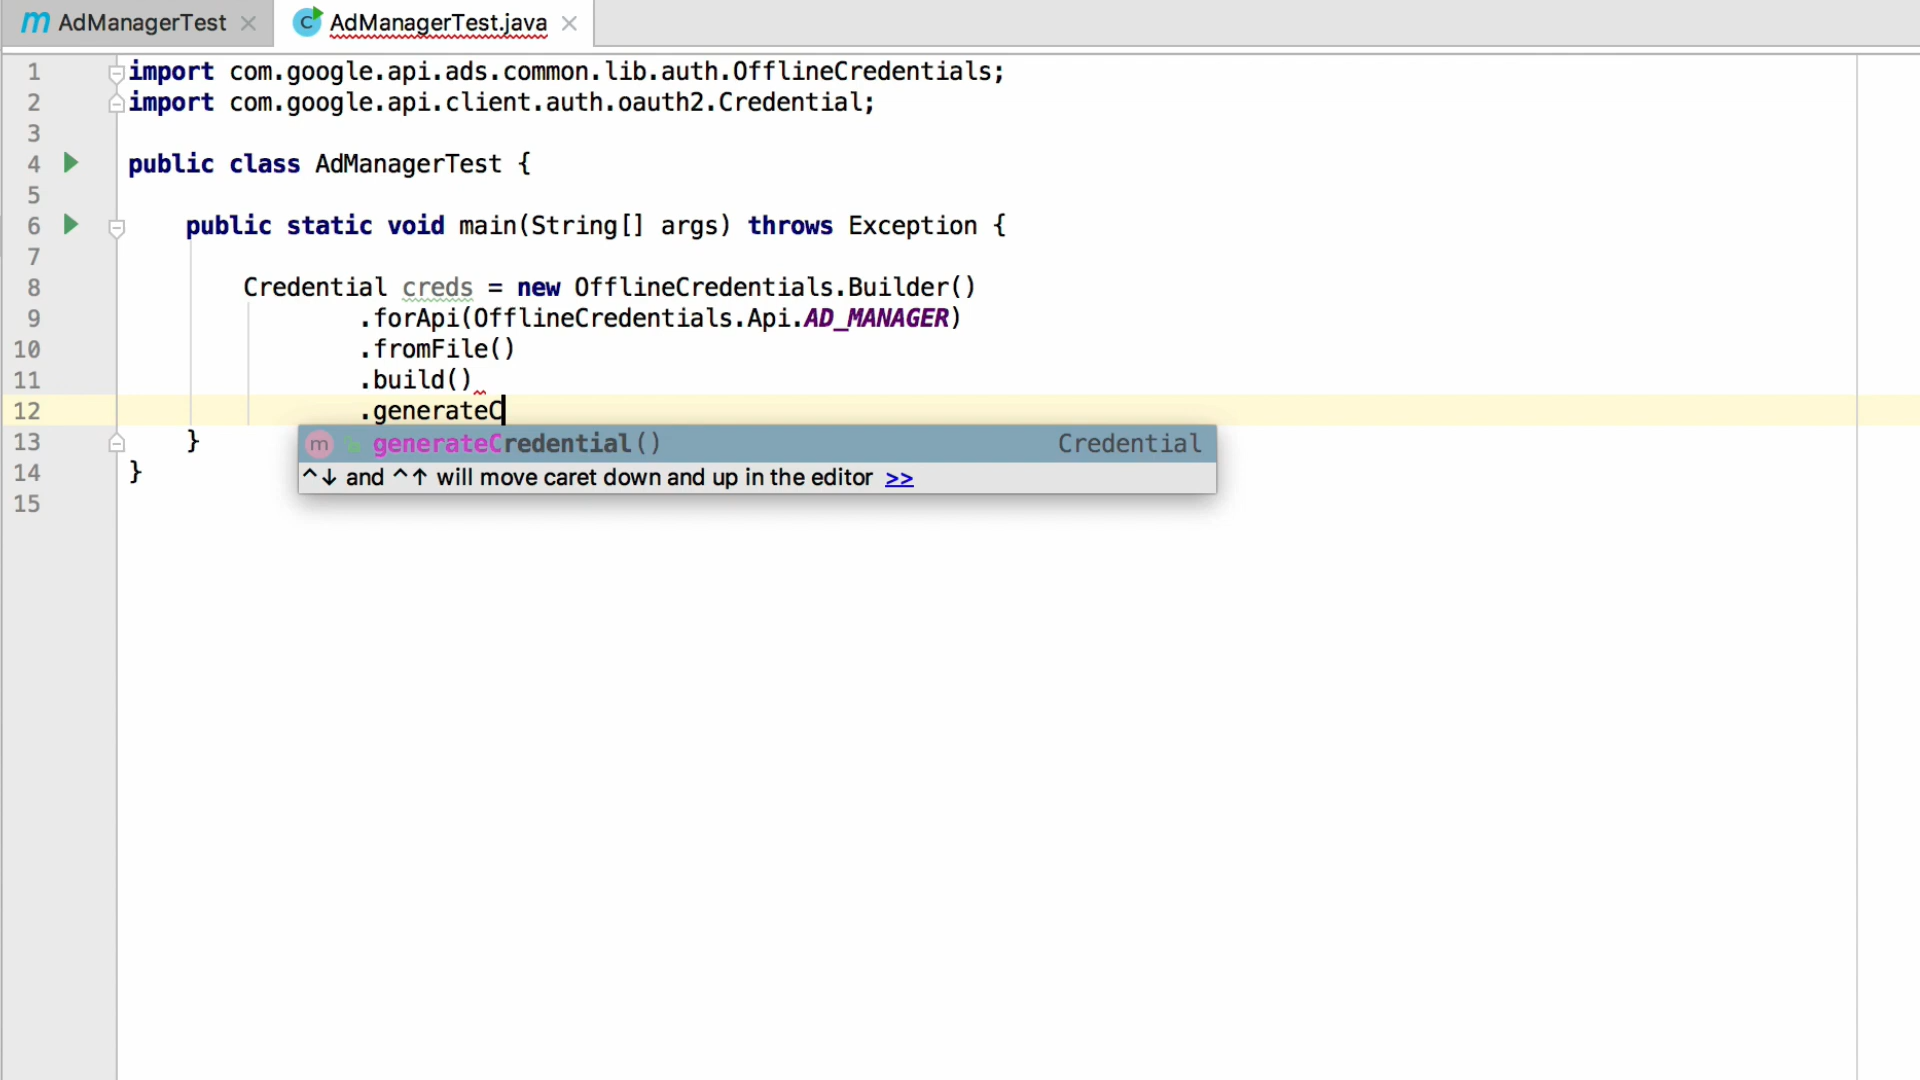 m AdManagerTest × C AdManagerTest.java ×
1 import com.google.api.ads.common.lib.auth.OfflineCredentials;
2 import com.google.api.client.auth.oauth2.Credential;
3
4 public class AdManagerTest {
5
6 public static void main(String[] args) throws Exception {
7
8 Credential creds = new OfflineCredentials.Builder()
9 .forApi(OfflineCredentials.Api.AD_MANAGER)
10 .fromFile()
11 .build()
12 .generateC
13 }
m generateCredential() Credential
14 }
^↓ and ^↑ will move caret down and up in the editor >>
15